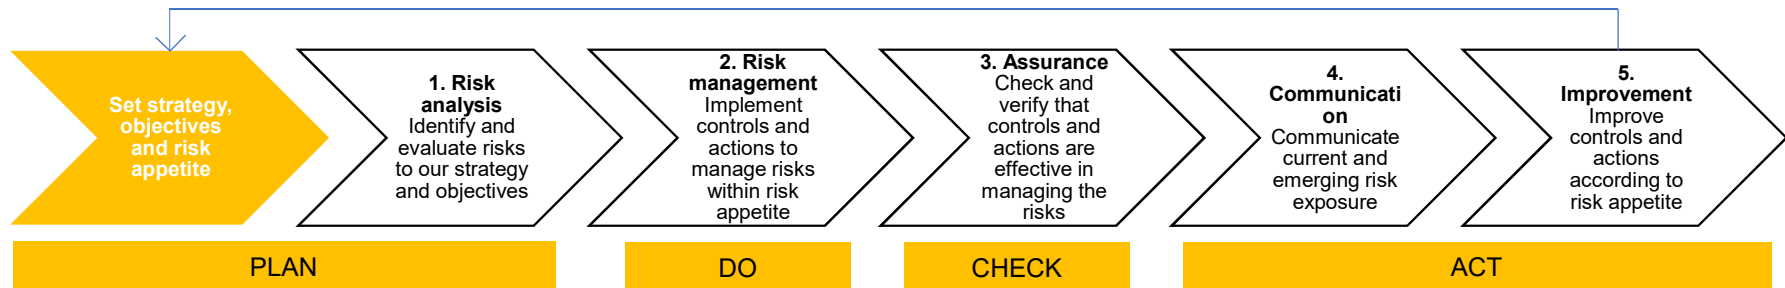 Set strategy,
objectives
and risk
appetite
1. Risk
analysis
Identify and
evaluate risks
to our strategy
and objectives
2. Risk
management
Implement
controls and
actions to
manage risks
within risk
appetite
3. Assurance
Check and
verify that
controls and
actions are
effective in
managing the
risks
4.
Communicati
on
Communicate
current and
emerging risk
exposure
5.
Improvement
Improve
controls and
actions
according to
risk appetite
PLAN
DO
CHECK
ACT